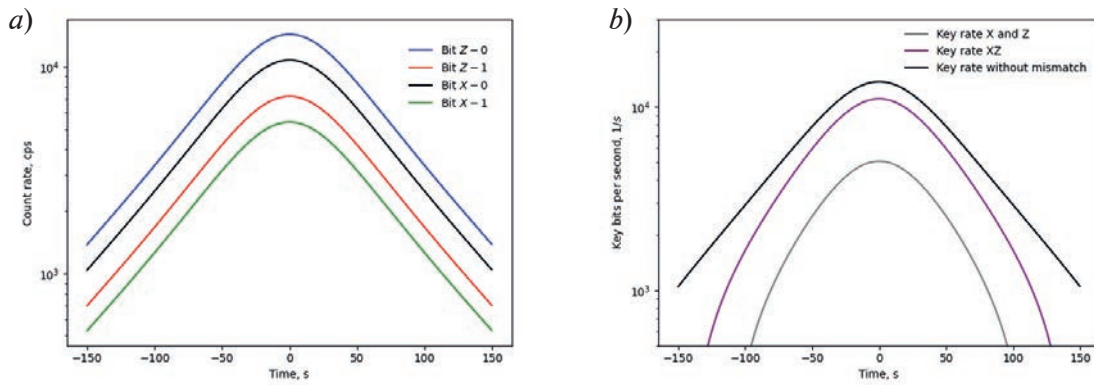 a)
10^4
10^3
Count rate, cps
−150 −100 −50 0 50 100 150
Time, s
Bit Z − 0
Bit Z − 1
Bit X − 0
Bit X − 1
b)
10^4
10^3
Key bits per second, 1/s
−150 −100 −50 0 50 100 150
Time, s
Key rate X and Z
Key rate XZ
Key rate without mismatch